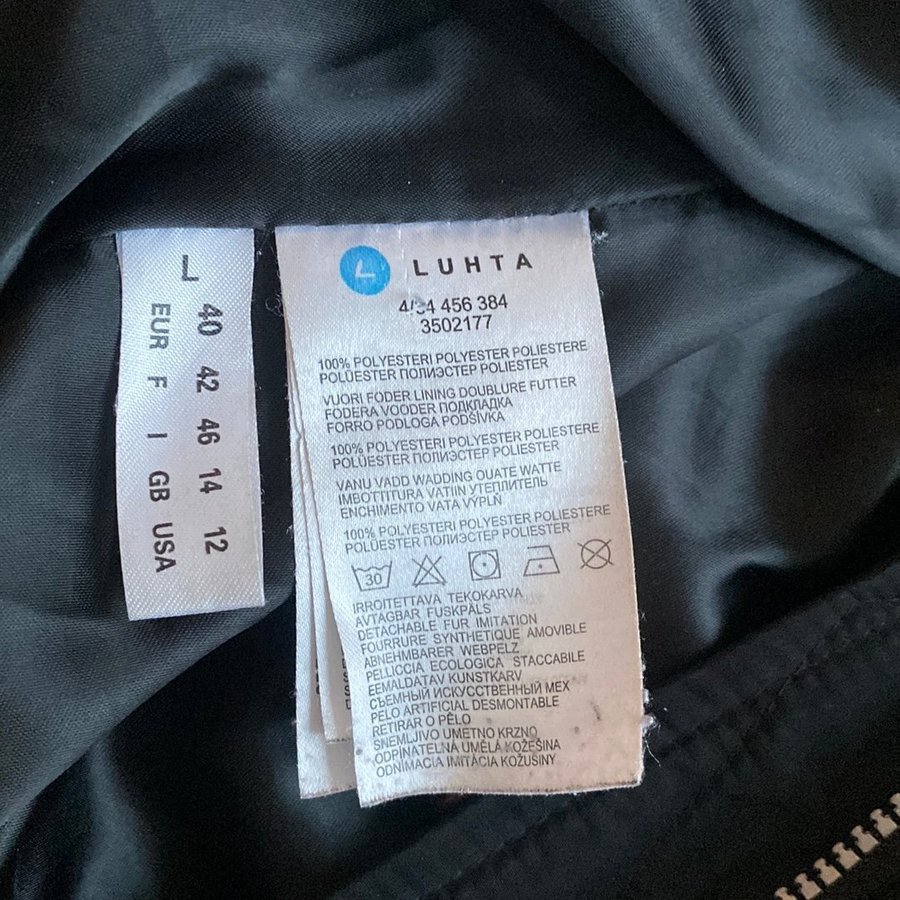 L
40 42 46 14 12
EUR F I GB USA
L LUHTA
4/34 456 384
3502177
100% POLYESTERI POLYESTER POLIESTERE
POLÜESTER ПОЛИЭСТЕР POLIESTER
VUORI FODER LINING DOUBLURE FUTTER
FODERA VOODER ПОДКЛАДКА
FORRO PODLOGA PODŠÍVKA
100% POLYESTERI POLYESTER POLIESTERE
POLÜESTER ПОЛИЭСТЕР POLIESTER
VANU VADD WADDING OUATE WATTE
IMBOTTITURA VATIIN УТЕПЛИТЕЛЬ
ENCHIMENTO VATA VÝPLŇ
100% POLYESTERI POLYESTER POLIESTERE
POLÜESTER ПОЛИЭСТЕР POLIESTER
30
IRROITETTAVA TEKOKARVA
AVTAGBAR FUSKPÄLS
DETACHABLE FUR IMITATION
FOURRURE SYNTHETIQUE AMOVIBLE
ABNEHMBARER WEBPELZ
PELLICCIA ECOLOGICA STACCABILE
EEMALDATAV KUNSTKARV
СЪЕМНЫЙ ИСКУССТВЕННЫЙ МЕХ
PELO ARTIFICIAL DESMONTABLE
RETIRAR O PÊLO
SNEMLJIVO UMETNO KRZNO
ODPÍNATELNÁ UMĚLÁ KOŽEŠINA
ODNÍMACIA IMITÁCIA KOŽUŠINY